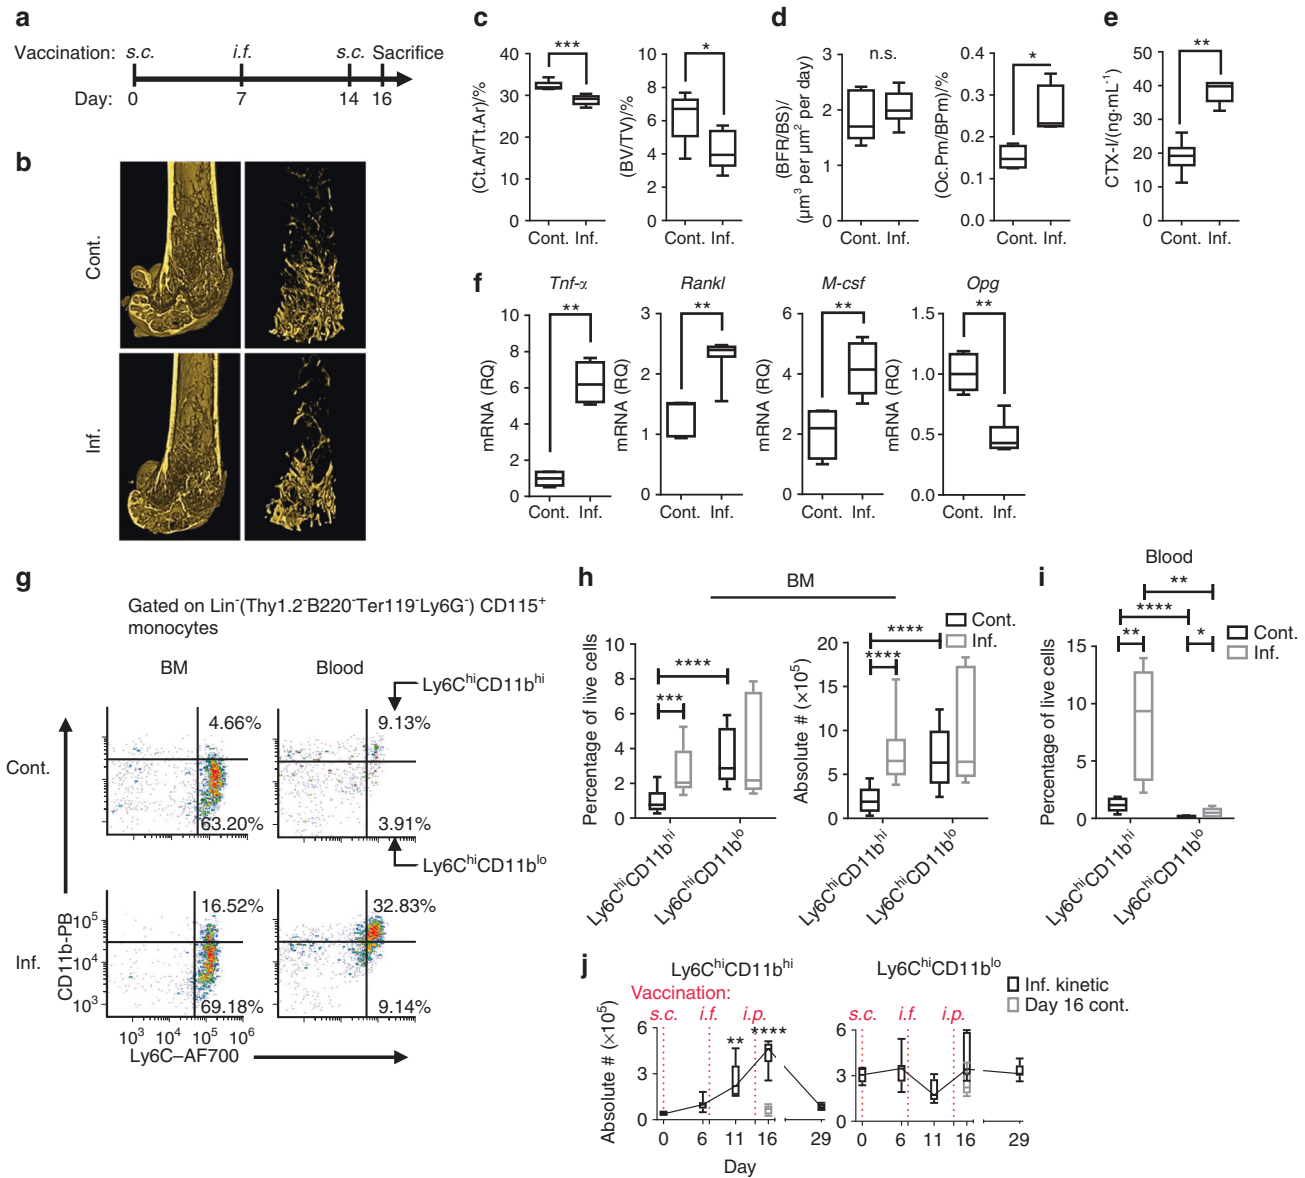 a
Vaccination: s.c. i.f. s.c. Sacrifice
Day: 0 7 14 16
b
Cont.
Inf.
c
(Ct.Ar/Tt.Ar)/%
40
30
20
10
0
***
Cont. Inf.
(BV/TV)/%
10
8
6
4
2
0
*
Cont. Inf.
d
(BFR/BS)/
(μm³ per μm² per day)
3
2
1
0
n.s.
Cont. Inf.
(Oc.Pm/BPm)/%
0.4
0.3
0.2
0.1
0.0
*
Cont. Inf.
e
CTX-I/(ng·mL⁻¹)
50
40
30
20
10
0
**
Cont. Inf.
f
Tnf-α
mRNA (RQ)
10
8
6
4
2
0
**
Cont. Inf.
Rankl
mRNA (RQ)
3
2
1
0
**
Cont. Inf.
M-csf
mRNA (RQ)
6
4
2
0
**
Cont. Inf.
Opg
mRNA (RQ)
1.5
1.0
0.5
0.0
**
Cont. Inf.
g
Gated on Lin⁻(Thy1.2⁻B220⁻Ter119⁻Ly6G⁻) CD115⁺
monocytes
BM Blood
Ly6CʰⁱCD11bʰⁱ
4.66% 9.13%
Cont.
63.20% 3.91%
Ly6CʰⁱCD11bˡᵒ
16.52% 32.83%
Inf.
69.18% 9.14%
CD11b-PB
10⁵
10⁴
10³
10³ 10⁴ 10⁵ 10⁶
Ly6C–AF700
h
BM
Cont.
Inf.
Percentage of live cells
10
8
6
4
2
0
***
****
Ly6CʰⁱCD11bʰⁱ
Ly6CʰⁱCD11bˡᵒ
Absolute # (×10⁵)
20
15
10
5
0
****
****
Ly6CʰⁱCD11bʰⁱ
Ly6CʰⁱCD11bˡᵒ
i
Blood
**
****
** *
Cont.
Inf.
Percentage of live cells
15
10
5
0
Ly6CʰⁱCD11bʰⁱ
Ly6CʰⁱCD11bˡᵒ
j
Ly6CʰⁱCD11bʰⁱ Ly6CʰⁱCD11bˡᵒ
Inf. kinetic
Day 16 cont.
Vaccination:
s.c. i.f. i.p.
s.c. i.f. i.p.
Absolute # (×10⁵)
6
3
0
** ****
0 6 11 16 29
Day
6
3
0
0 6 11 16 29